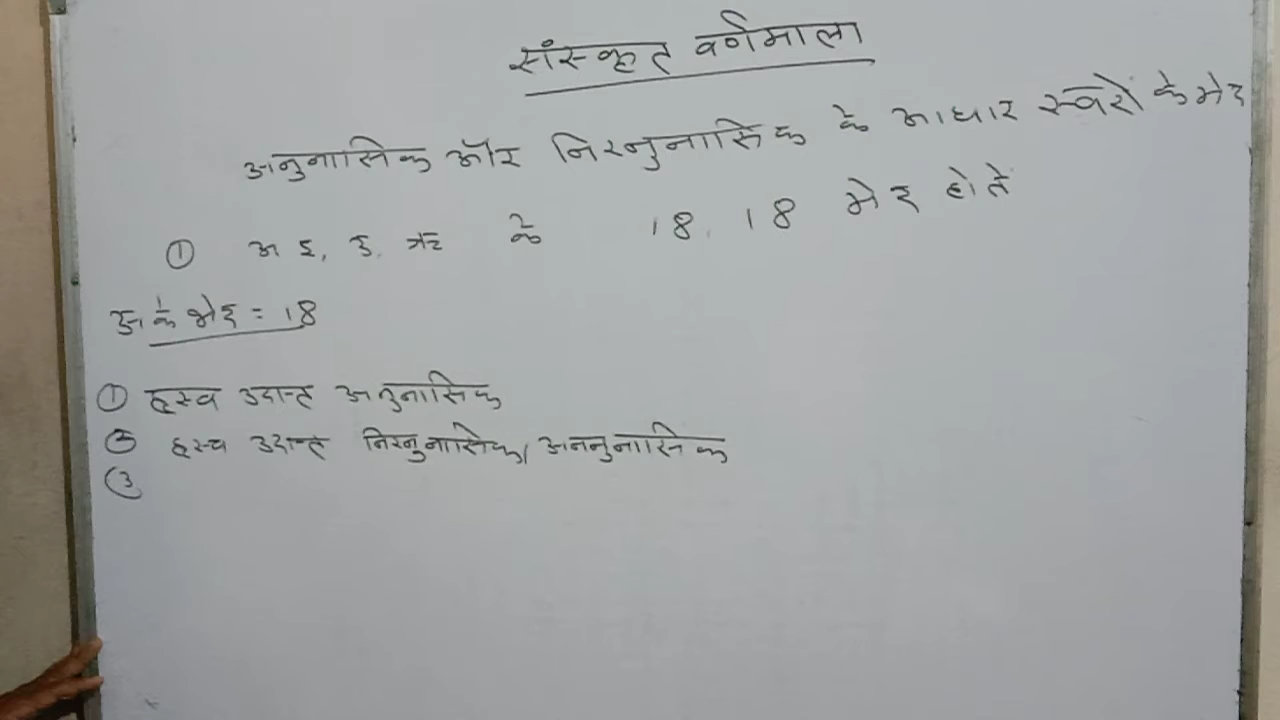 संस्कृत वर्णमाला
अनुनासिक और निरनुनासिक के आधार स्वरों के भेद
① अ इ, उ, ऋ के 18, 18 भेद होते
अ के भेद = 18
① ह्रस्व उदात्त अनुनासिक
② ह्रस्व उदात्त निरनुनासिक/अननुनासिक
③